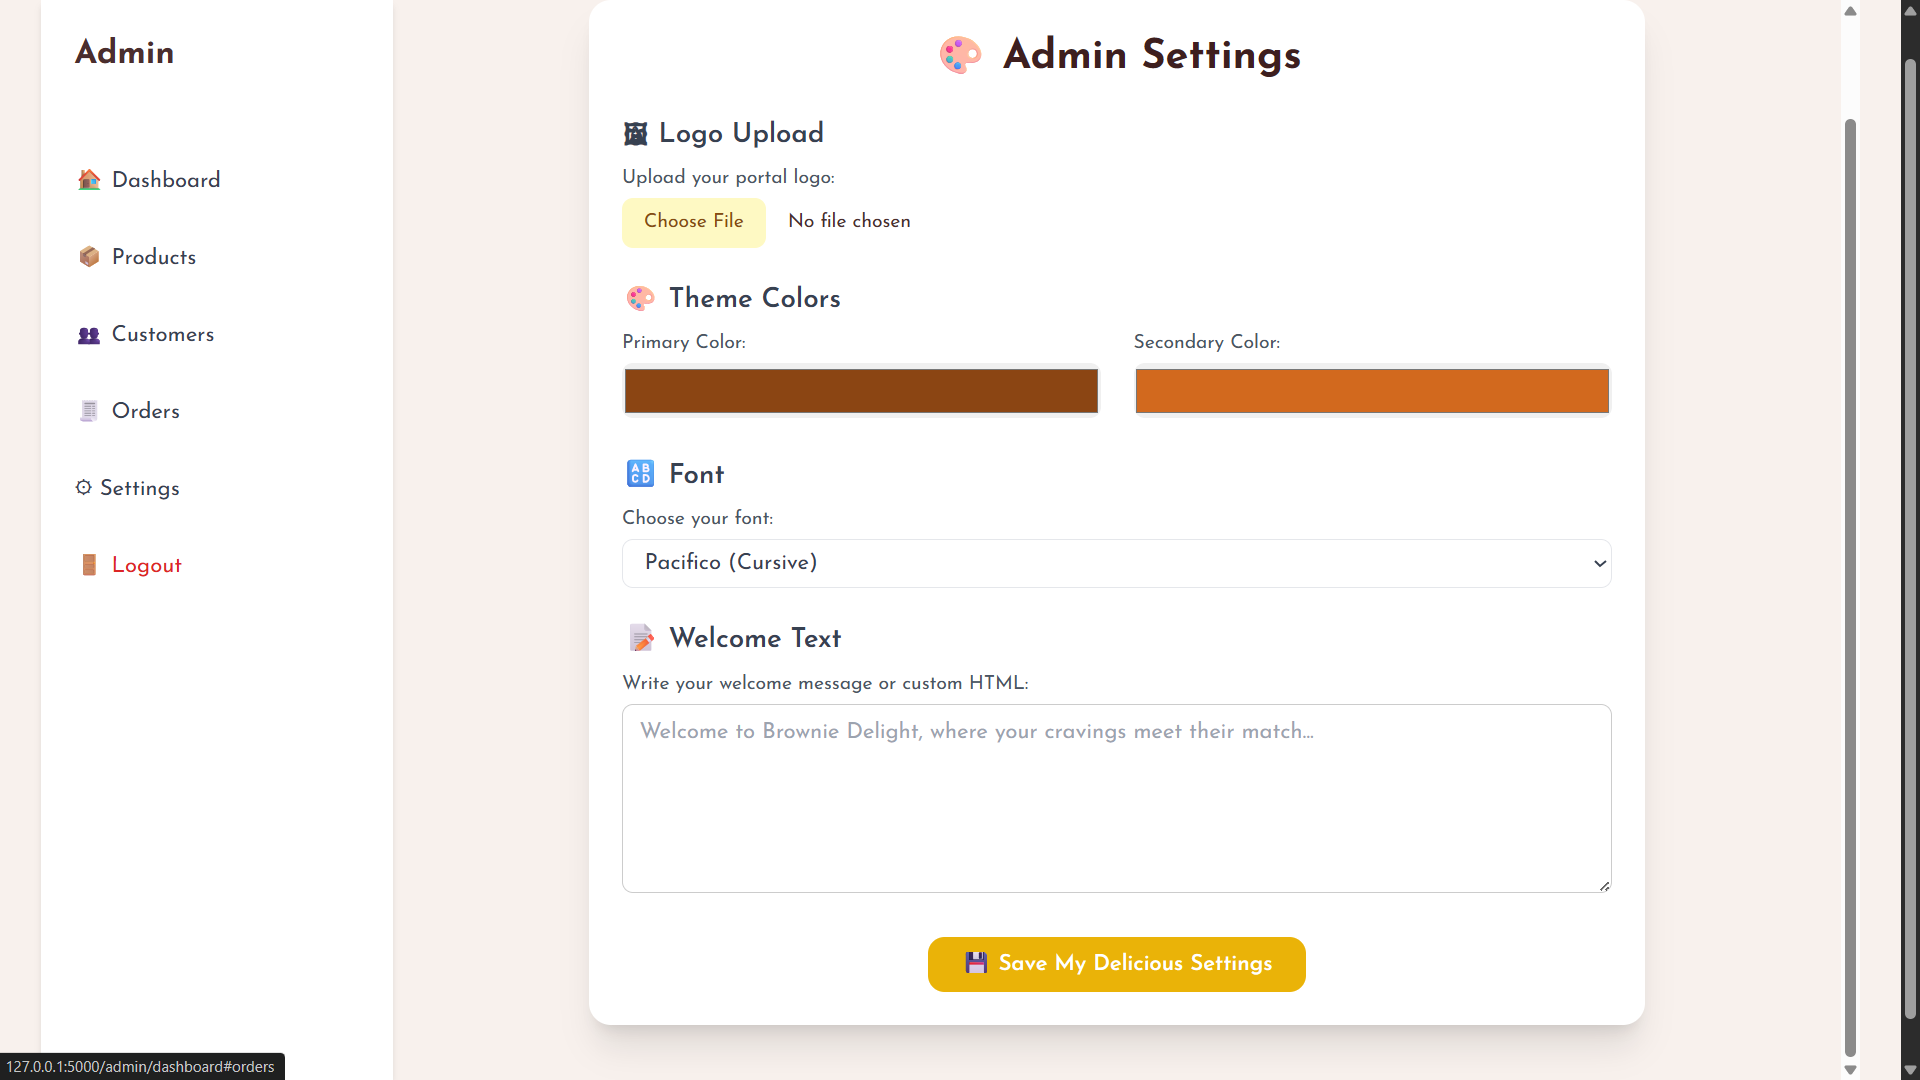 Admin
Dashboard
Products
Customers
Orders
Settings
Logout
Admin Settings
Logo Upload
Upload your portal logo:
Choose File No file chosen
Theme Colors
Primary Color: Secondary Color:
Font
Choose your font:
Pacifico (Cursive)
Welcome Text
Write your welcome message or custom HTML:
Welcome to Brownie Delight, where your cravings meet their match...
Save My Delicious Settings
127.0.0.1:5000/admin/dashboard#orders